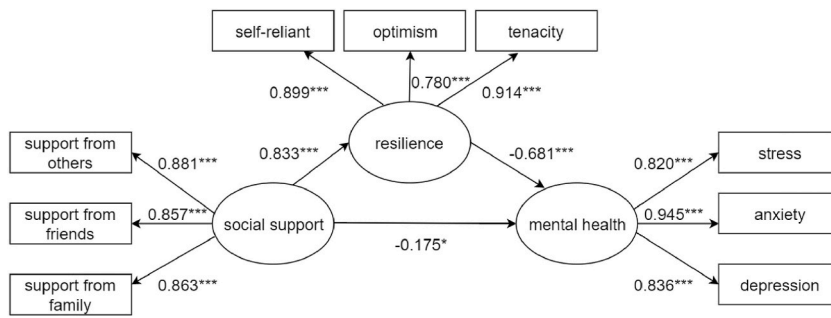 self-reliant
optimism
tenacity
0.899***
0.780***
0.914***
resilience
support from
others
0.881***
0.833***
-0.681***
0.820***
stress
support from
friends
0.857***
social support
mental health
0.945***
anxiety
-0.175*
support from
family
0.863***
0.836***
depression